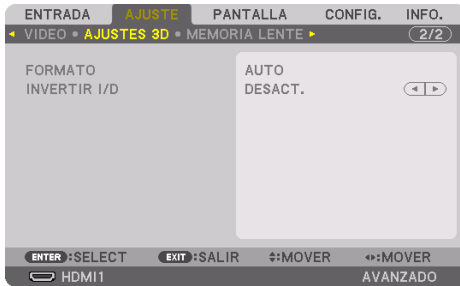 ENTRADA AJUSTE PANTALLA CONFIG. INFO.
VIDEO • AJUSTES 3D • MEMORIA LENTE 2/2
FORMATO AUTO
INVERTIR I/D DESACT.
ENTER :SELECT EXIT :SALIR :MOVER :MOVER
HDMI1 AVANZADO